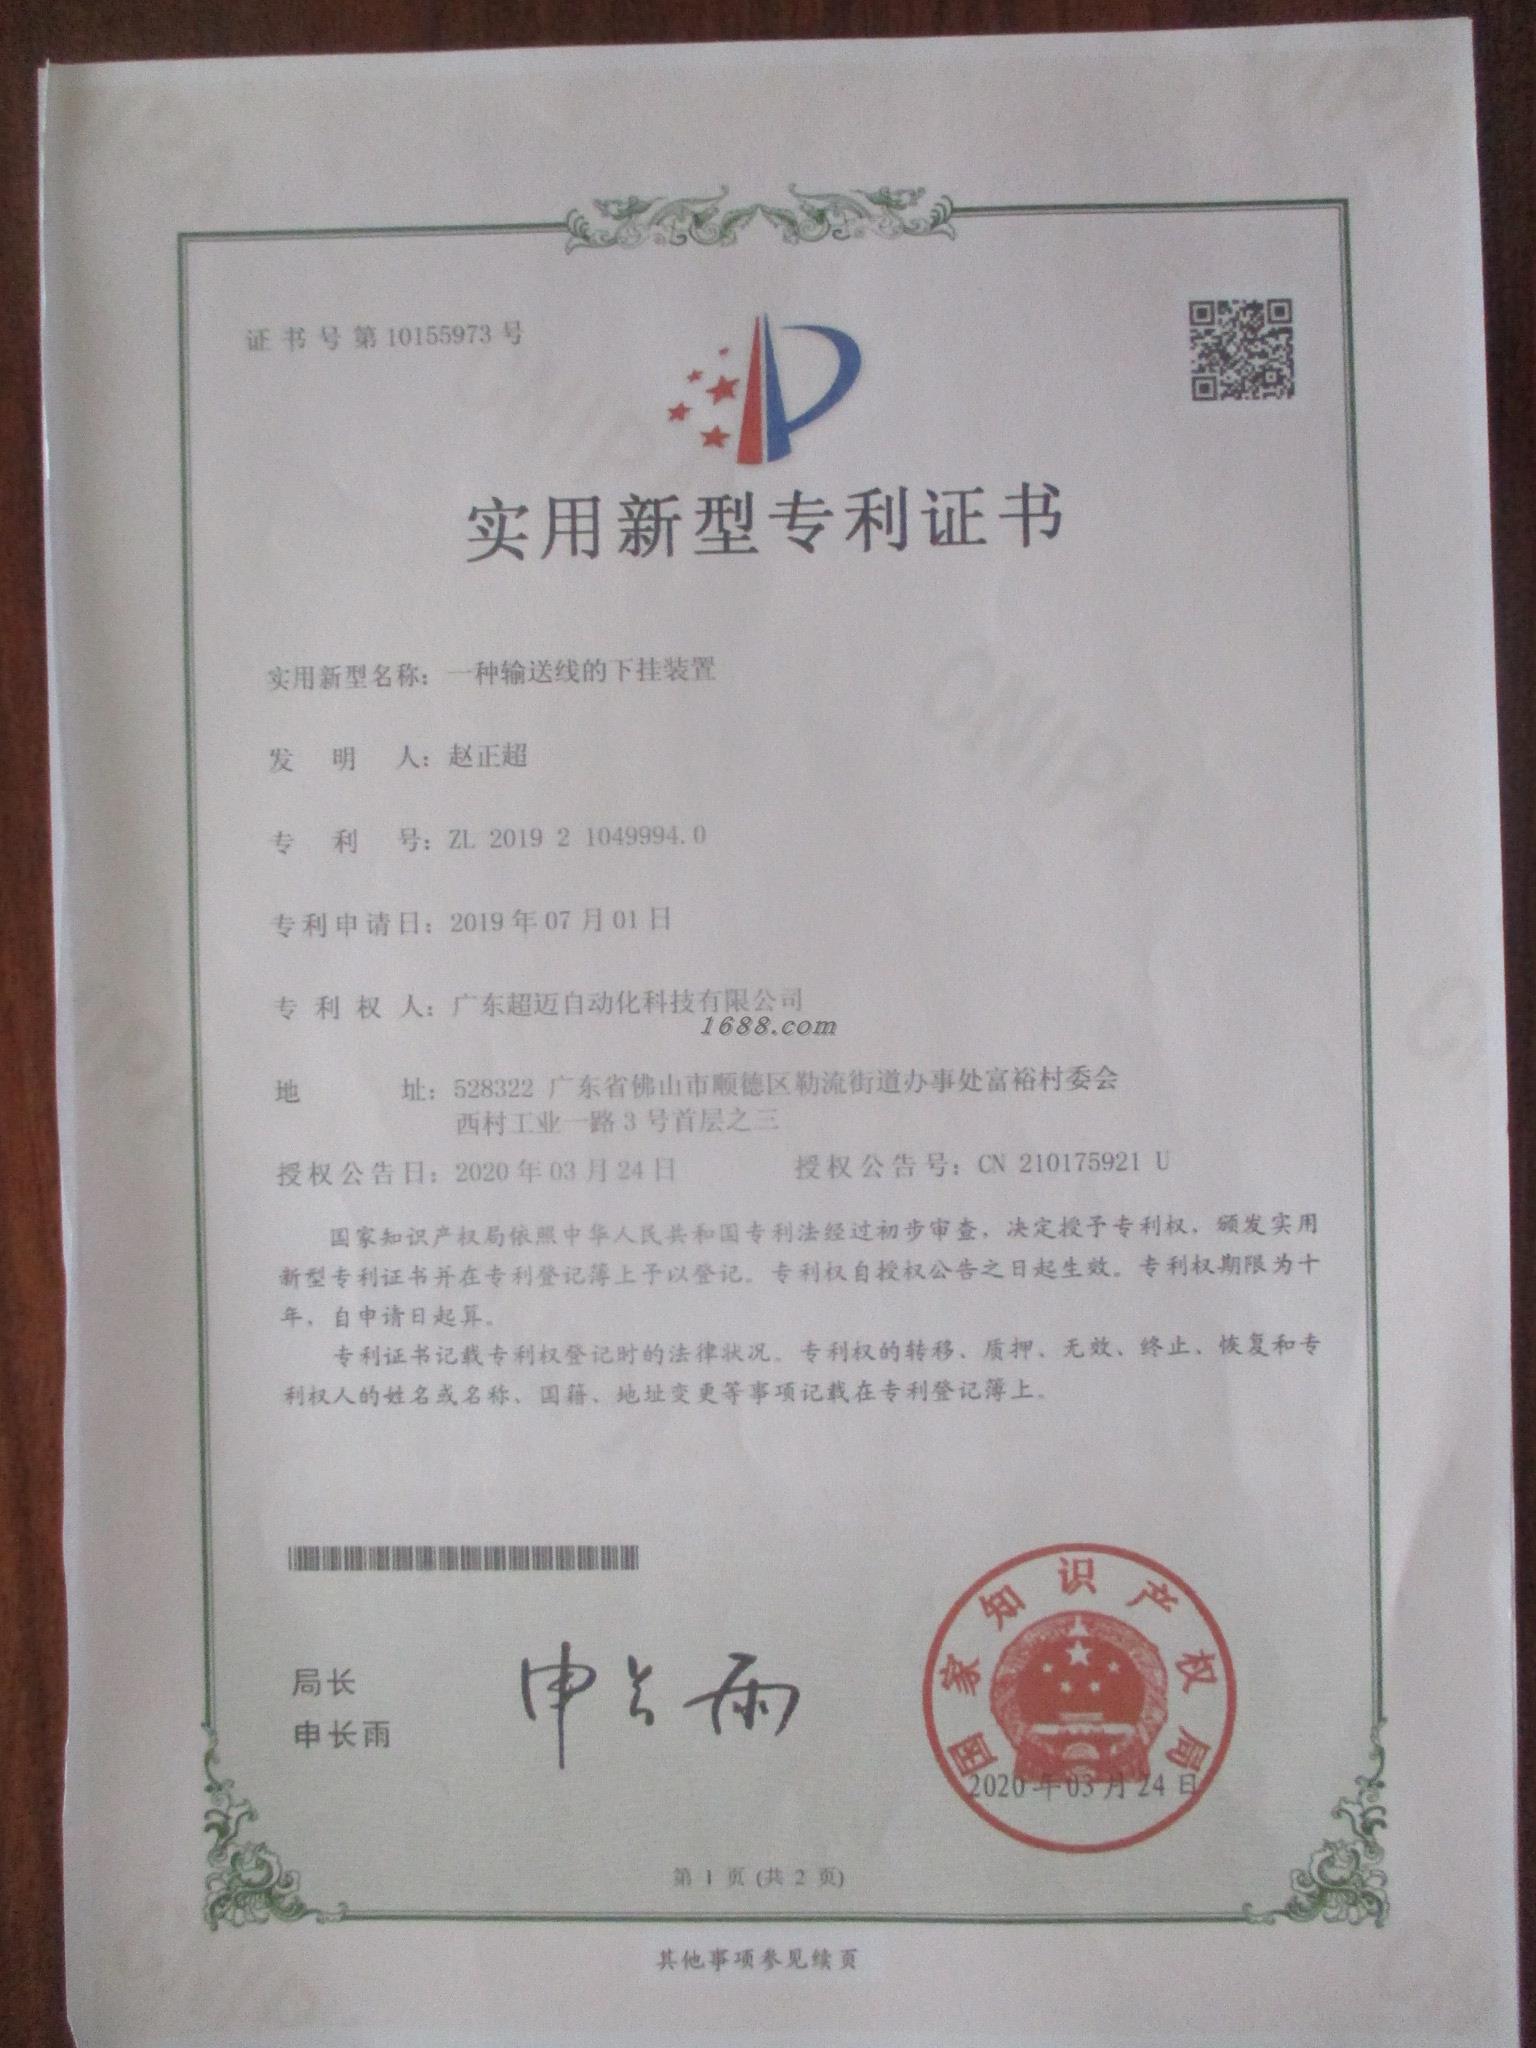 证书号第10155973号
实用新型专利证书
实用新型名称：一种输送线的下挂装置
发明人：赵正超
专利号：ZL 2019 2 1049994.0
专利申请日：2019年07月01日
专利权人：广东超迈自动化科技有限公司
1688.com
地址：528322 广东省佛山市顺德区勒流街道办事处富裕村委会
西村工业一路3号首层之三
授权公告日：2020年03月24日 授权公告号：CN 210175921 U
国家知识产权局依照中华人民共和国专利法经过初步审查，决定授予专利权，颁发实用
新型专利证书并在专利登记簿上予以登记。专利权自授权公告之日起生效。专利权期限为十
年，自申请日起算。
专利证书记载专利权登记时的法律状况。专利权的转移、质押、无效、终止、恢复和专
利权人的姓名或名称、国籍、地址变更等事项记载在专利登记簿上。
局长
申长雨
申长雨
国家知识产权局
2020年03月24日
第 1 页 (共 2 页)
其他事项参见续页